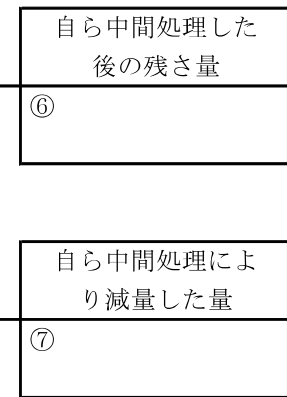 自ら中間処理した
後の残さ量
⑥
自ら中間処理によ
り減量した量
⑦